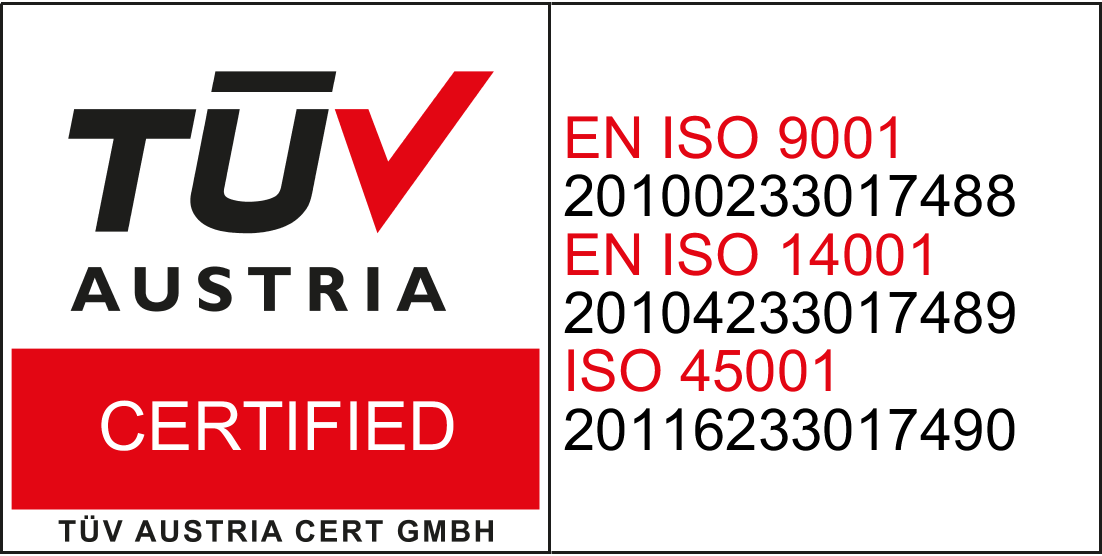 TÜV
AUSTRIA
CERTIFIED
TÜV AUSTRIA CERT GMBH
EN ISO 9001
20100233017488
EN ISO 14001
20104233017489
ISO 45001
20116233017490